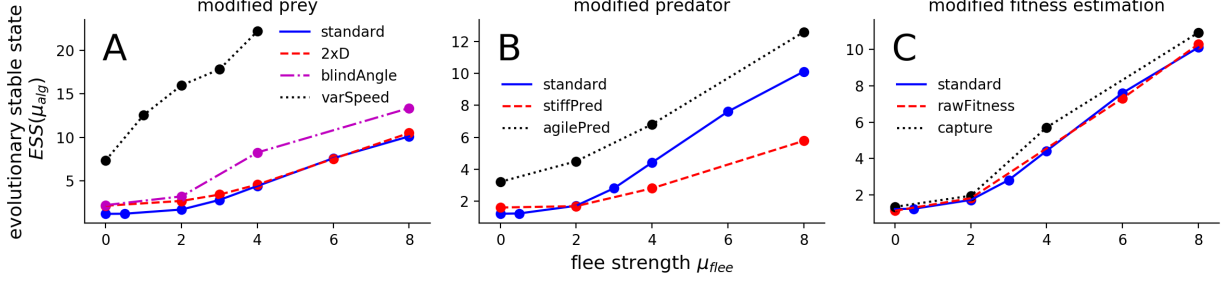 modified prey
modified predator
modified fitness estimation
evolutionary stable state
ESS(μalg)
A
standard
2xD
blindAngle
varSpeed
20
15
10
5
0 2 4 6 8
B
standard
stiffPred
agilePred
12
10
8
6
4
2
0 2 4 6 8
flee strength μflee
C
standard
rawFitness
capture
10
8
6
4
2
0 2 4 6 8